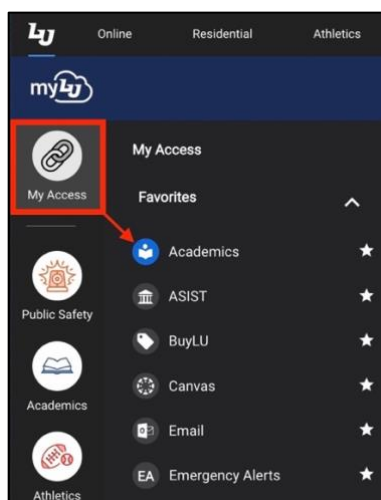 LU Online Residential Athletics
myLU
My Access
My Access
Favorites
Academics
ASIST
Public Safety
BuyLU
Canvas
Academics
Email
EA Emergency Alerts
Athletics